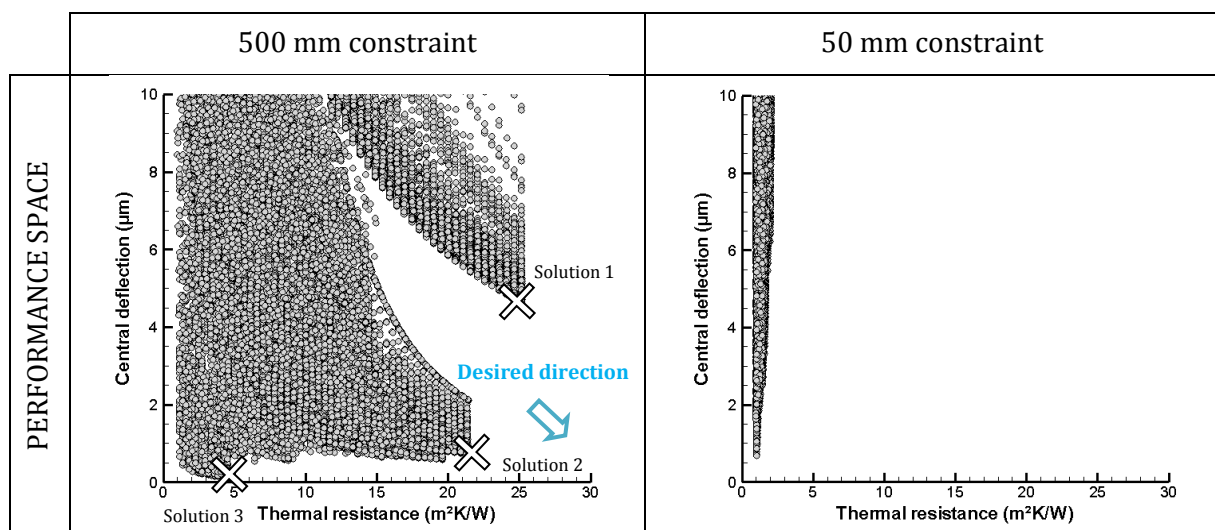 500 mm constraint
50 mm constraint
PERFORMANCE SPACE
Central deflection (µm)
10
8
6
4
2
0
Solution 1
Desired direction
Solution 2
Solution 3
0 5 10 15 20 25 30
Thermal resistance (m²K/W)
Central deflection (µm)
10
8
6
4
2
0
0 5 10 15 20 25 30
Thermal resistance (m²K/W)